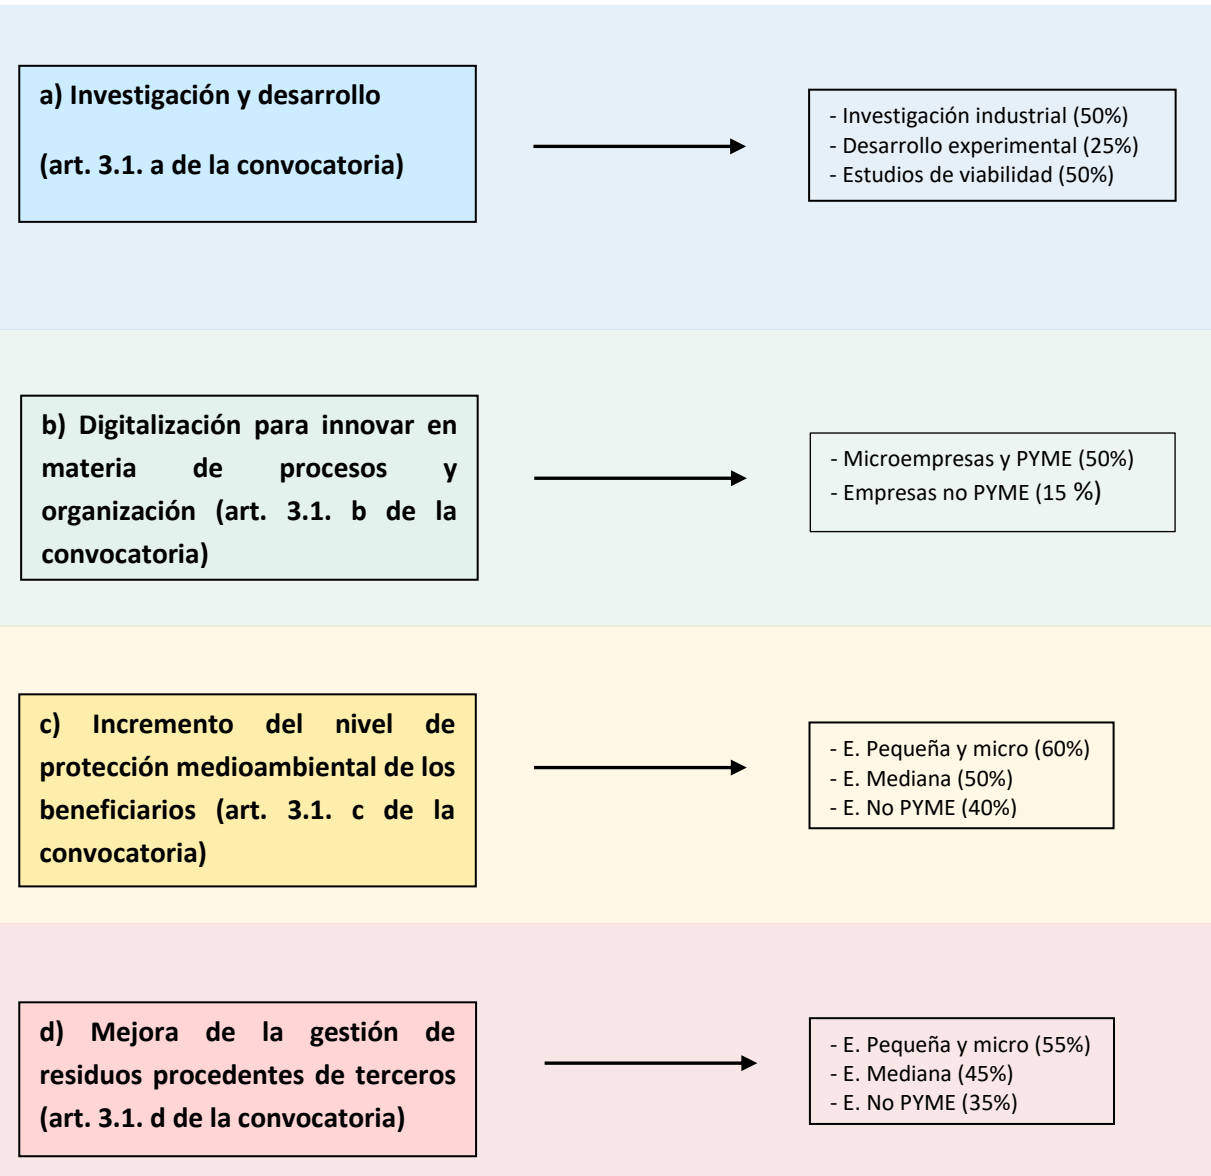 a) Investigación y desarrollo
(art. 3.1. a de la convocatoria)
- Investigación industrial (50%)
- Desarrollo experimental (25%)
- Estudios de viabilidad (50%)
b) Digitalización para innovar en
materia de procesos y
organización (art. 3.1. b de la
convocatoria)
- Microempresas y PYME (50%)
- Empresas no PYME (15 %)
c) Incremento del nivel de
protección medioambiental de los
beneficiarios (art. 3.1. c de la
convocatoria)
- E. Pequeña y micro (60%)
- E. Mediana (50%)
- E. No PYME (40%)
d) Mejora de la gestión de
residuos procedentes de terceros
(art. 3.1. d de la convocatoria)
- E. Pequeña y micro (55%)
- E. Mediana (45%)
- E. No PYME (35%)